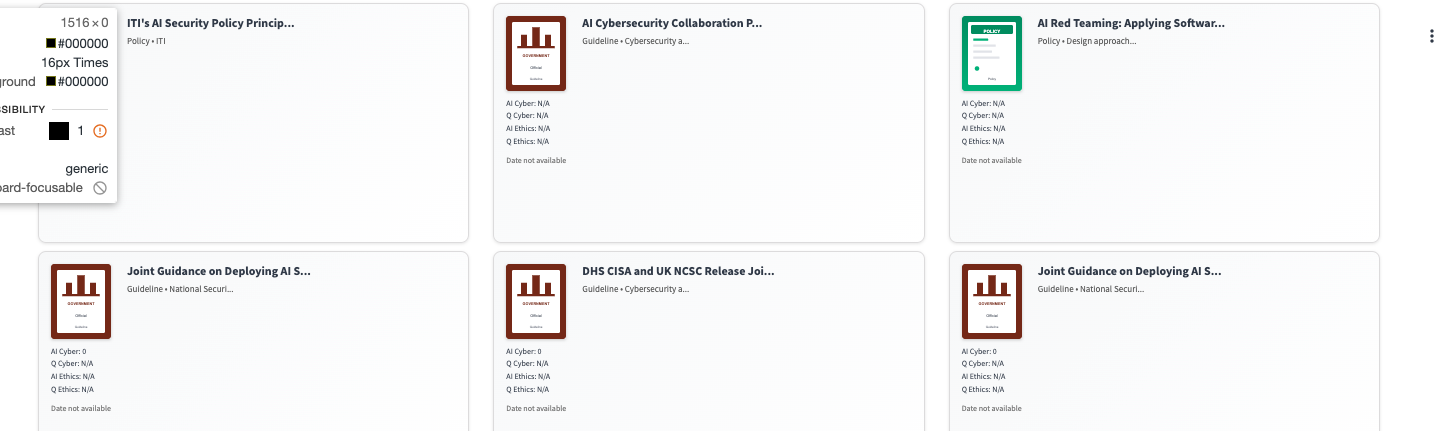 1516 × 0
#000000
16px Times
ground
#000000
SSIBILITY
ast
1
generic
oard-focusable
ITI's AI Security Policy Princip...
Policy • ITI
GOVERNMENT
Official
Guideline
AI Cybersecurity Collaboration P...
Guideline • Cybersecurity a...
AI Cyber: N/A
Q Cyber: N/A
AI Ethics: N/A
Q Ethics: N/A
Date not available
POLICY
Policy
AI Red Teaming: Applying Softwar...
Policy • Design approach...
AI Cyber: N/A
Q Cyber: N/A
AI Ethics: N/A
Q Ethics: N/A
Date not available
GOVERNMENT
Official
Guideline
Joint Guidance on Deploying AI S...
Guideline • National Securi...
AI Cyber: 0
Q Cyber: N/A
AI Ethics: N/A
Q Ethics: N/A
Date not available
GOVERNMENT
Official
Guideline
DHS CISA and UK NCSC Release Joi...
Guideline • Cybersecurity a...
AI Cyber: 0
Q Cyber: N/A
AI Ethics: N/A
Q Ethics: N/A
Date not available
GOVERNMENT
Official
Guideline
Joint Guidance on Deploying AI S...
Guideline • National Securi...
AI Cyber: 0
Q Cyber: N/A
AI Ethics: N/A
Q Ethics: N/A
Date not available